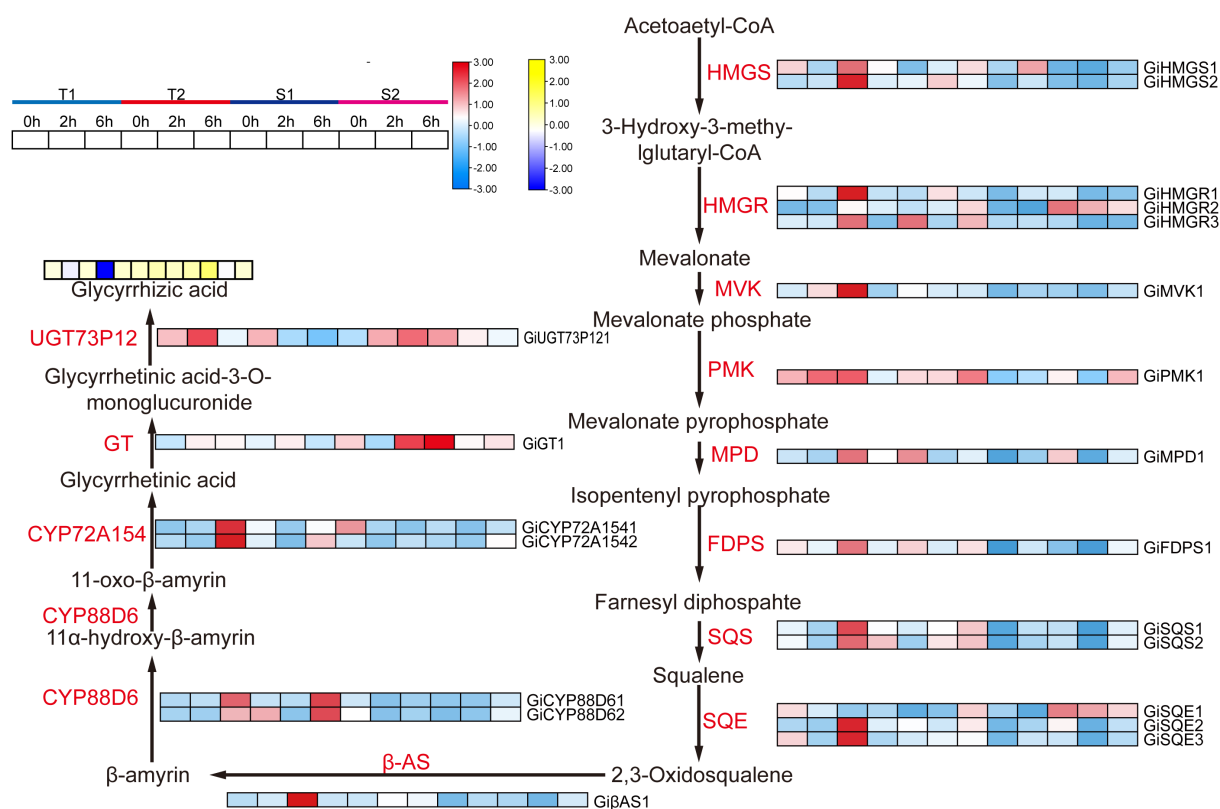 Acetoaetyl-CoA
HMGS
GiHMGS1
GiHMGS2
3-Hydroxy-3-methy-
lglutaryl-CoA
HMGR
GiHMGR1
GiHMGR2
GiHMGR3
Mevalonate
MVK
GiMVK1
Mevalonate phosphate
PMK
GiPMK1
Mevalonate pyrophosphate
MPD
GiMPD1
Isopentenyl pyrophosphate
FDPS
GiFDPS1
Farnesyl diphospahte
SQS
GiSQS1
GiSQS2
Squalene
SQE
GiSQE1
GiSQE2
GiSQE3
2,3-Oxidosqualene
β-AS
GiβAS1
β-amyrin
CYP88D6
GiCYP88D61
GiCYP88D62
11α-hydroxy-β-amyrin
CYP88D6
11-oxo-β-amyrin
CYP72A154
GiCYP72A1541
GiCYP72A1542
Glycyrrhetinic acid
GT
GiGT1
Glycyrrhetinic acid-3-O-
monoglucuronide
UGT73P12
GiUGT73P121
Glycyrrhizic acid
T1 T2 S1 S2
0h 2h 6h 0h 2h 6h 0h 2h 6h 0h 2h 6h
3.00
2.00
1.00
0.00
-1.00
-2.00
-3.00
3.00
2.00
1.00
0.00
-1.00
-2.00
-3.00